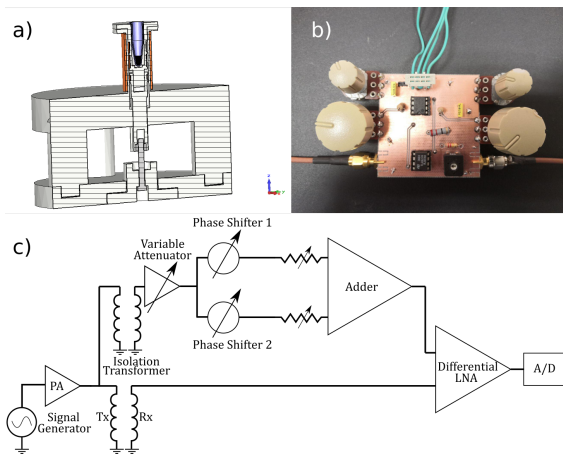 a)
b)
c)
Phase Shifter 1
Variable
Attenuator
Adder
Phase Shifter 2
Isolation
Transformer
Differential
LNA
A/D
PA
Tx
Rx
Signal
Generator